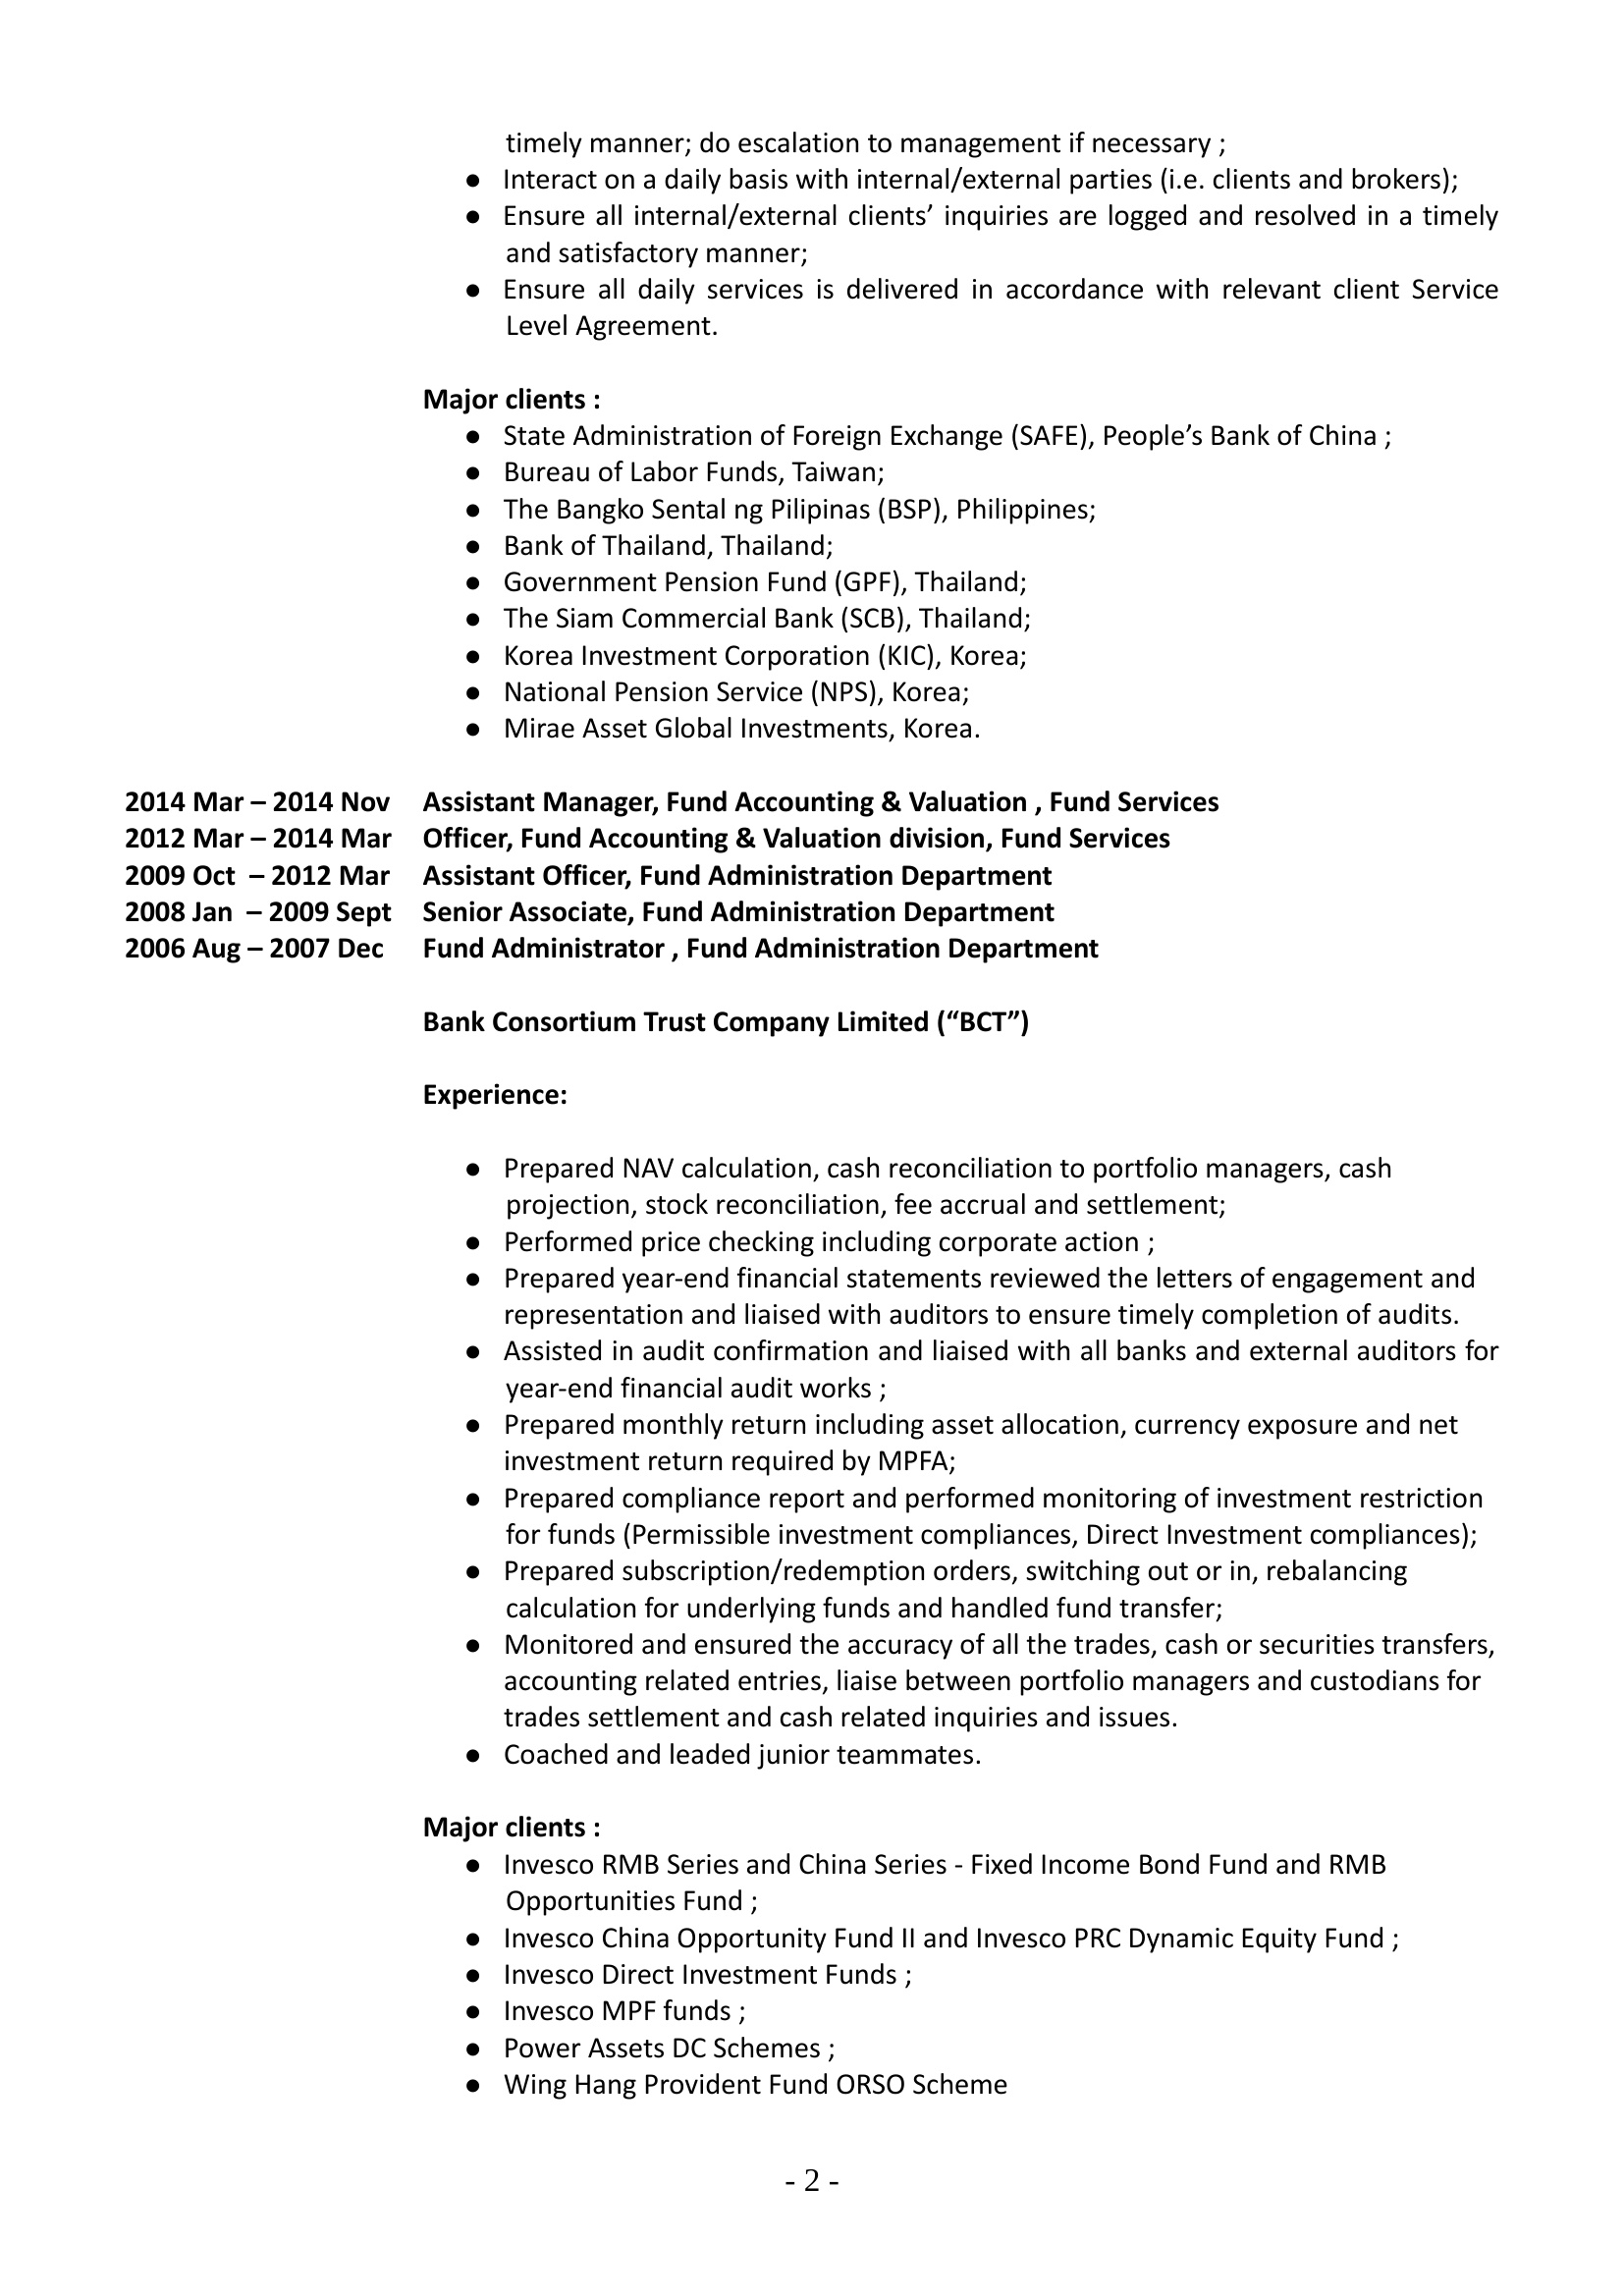 timely manner; do escalation to management if necessary ;
● Interact on a daily basis with internal/external parties (i.e. clients and brokers);
● Ensure all internal/external clients’ inquiries are logged and resolved in a timely
and satisfactory manner;
● Ensure all daily services is delivered in accordance with relevant client Service
Level Agreement.
Major clients :
● State Administration of Foreign Exchange (SAFE), People’s Bank of China ;
● Bureau of Labor Funds, Taiwan;
● The Bangko Sental ng Pilipinas (BSP), Philippines;
● Bank of Thailand, Thailand;
● Government Pension Fund (GPF), Thailand;
● The Siam Commercial Bank (SCB), Thailand;
● Korea Investment Corporation (KIC), Korea;
● National Pension Service (NPS), Korea;
● Mirae Asset Global Investments, Korea.
2014 Mar – 2014 Nov Assistant Manager, Fund Accounting & Valuation , Fund Services
2012 Mar – 2014 Mar Officer, Fund Accounting & Valuation division, Fund Services
2009 Oct – 2012 Mar Assistant Officer, Fund Administration Department
2008 Jan – 2009 Sept Senior Associate, Fund Administration Department
2006 Aug – 2007 Dec Fund Administrator , Fund Administration Department
Bank Consortium Trust Company Limited (“BCT”)
Experience:
● Prepared NAV calculation, cash reconciliation to portfolio managers, cash
projection, stock reconciliation, fee accrual and settlement;
● Performed price checking including corporate action ;
● Prepared year-end financial statements reviewed the letters of engagement and
representation and liaised with auditors to ensure timely completion of audits.
● Assisted in audit confirmation and liaised with all banks and external auditors for
year-end financial audit works ;
● Prepared monthly return including asset allocation, currency exposure and net
investment return required by MPFA;
● Prepared compliance report and performed monitoring of investment restriction
for funds (Permissible investment compliances, Direct Investment compliances);
● Prepared subscription/redemption orders, switching out or in, rebalancing
calculation for underlying funds and handled fund transfer;
● Monitored and ensured the accuracy of all the trades, cash or securities transfers,
accounting related entries, liaise between portfolio managers and custodians for
trades settlement and cash related inquiries and issues.
● Coached and leaded junior teammates.
Major clients :
● Invesco RMB Series and China Series - Fixed Income Bond Fund and RMB
Opportunities Fund ;
● Invesco China Opportunity Fund II and Invesco PRC Dynamic Equity Fund ;
● Invesco Direct Investment Funds ;
● Invesco MPF funds ;
● Power Assets DC Schemes ;
● Wing Hang Provident Fund ORSO Scheme
- 2 -